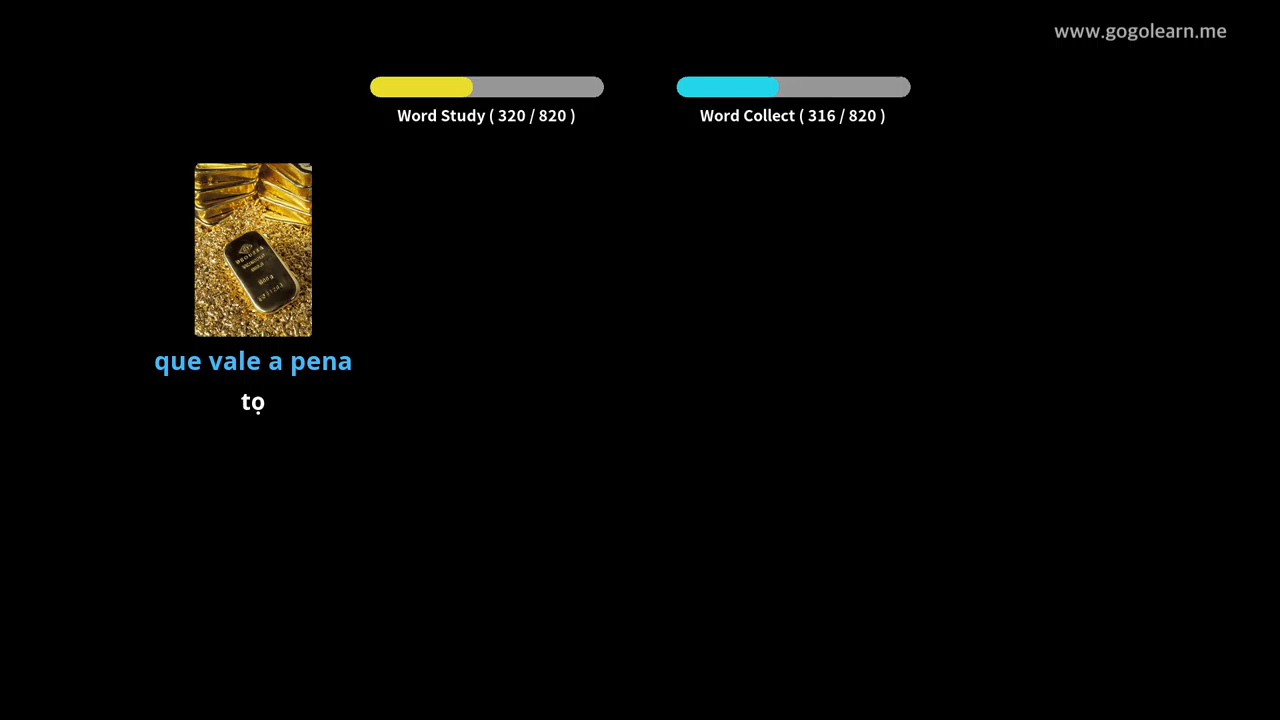 www.gogolearn.me
Word Study ( 320 / 820 )
Word Collect ( 316 / 820 )
que vale a pena
tọ